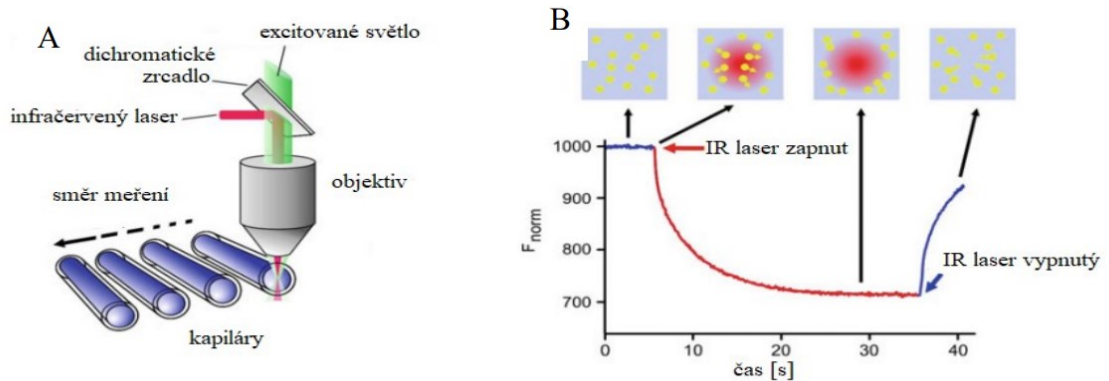 A
excitované světlo
dichromatické
zrcadlo
infračervený laser
objektiv
směr meření
kapiláry
B
1000
900
800
700
F norm
IR laser zapnut
IR laser vypnutý
0
10
20
30
40
čas [s]